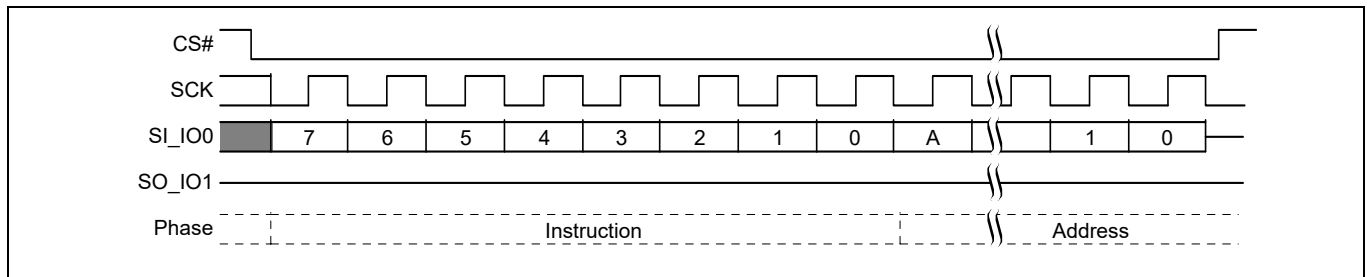 CS#
SCK
SI_IO0 7 6 5 4 3 2 1 0 A 1 0
SO_IO1
Phase Instruction Address